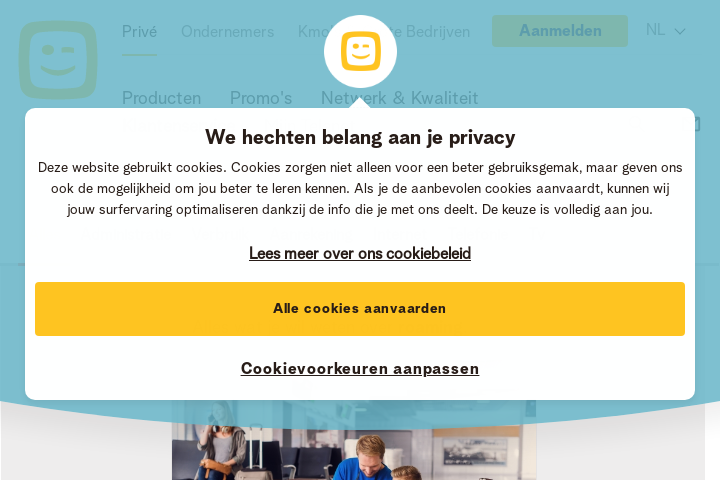 Privé Ondernemers Kmo Bedrijven Aanmelden NL
Producten Promo's Netwerk & Kwaliteit
We hechten belang aan je privacy
Deze website gebruikt cookies. Cookies zorgen niet alleen voor een beter gebruiksgemak, maar geven ons
ook de mogelijkheid om jou beter te leren kennen. Als je de aanbevolen cookies aanvaardt, kunnen wij
jouw surfervaring optimaliseren dankzij de info die je met ons deelt. De keuze is volledig aan jou.
Lees meer over ons cookiebeleid
Alle cookies aanvaarden
Cookievoorkeuren aanpassen